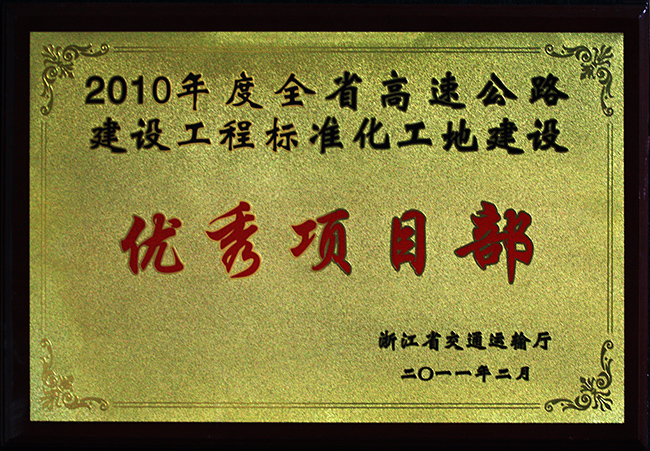 2010年度全省高速公路
建设工程标准化工地建设
优秀项目部
浙江省交通运输厅
二〇一一年二月